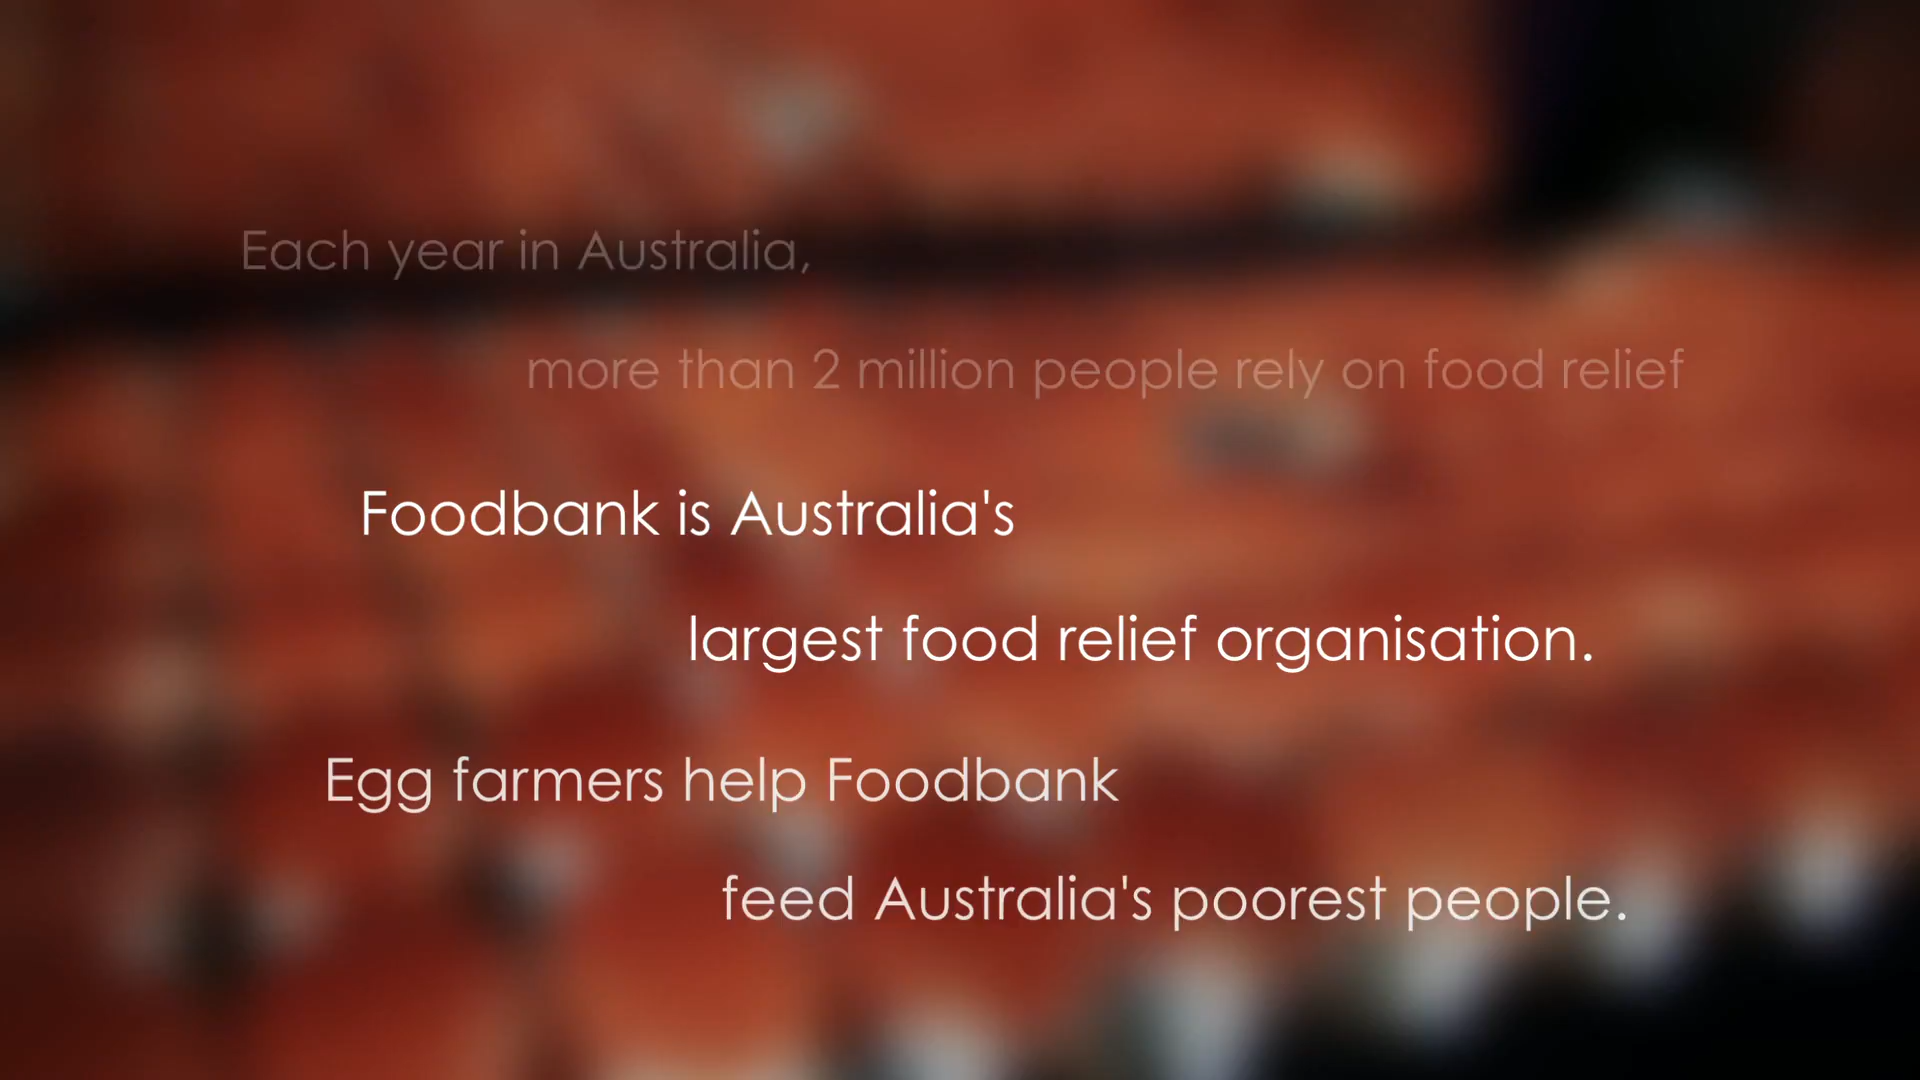 Each year in Australia,
more than 2 million people rely on food relief
Foodbank is Australia's
largest food relief organisation.
Egg farmers help Foodbank
feed Australia's poorest people.